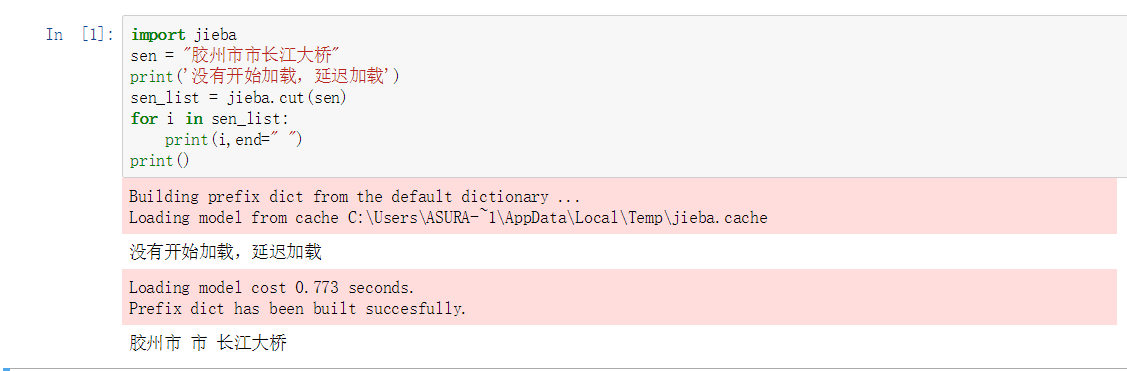 In [1]:
import jieba
sen = "胶州市市长江大桥"
print('没有开始加载，延迟加载')
sen_list = jieba.cut(sen)
for i in sen_list:
    print(i,end=" ")
print()
Building prefix dict from the default dictionary ...
Loading model from cache C:\Users\ASURA-~1\AppData\Local\Temp\jieba.cache
没有开始加载，延迟加载
Loading model cost 0.773 seconds.
Prefix dict has been built succesfully.
胶州市 市 长江大桥